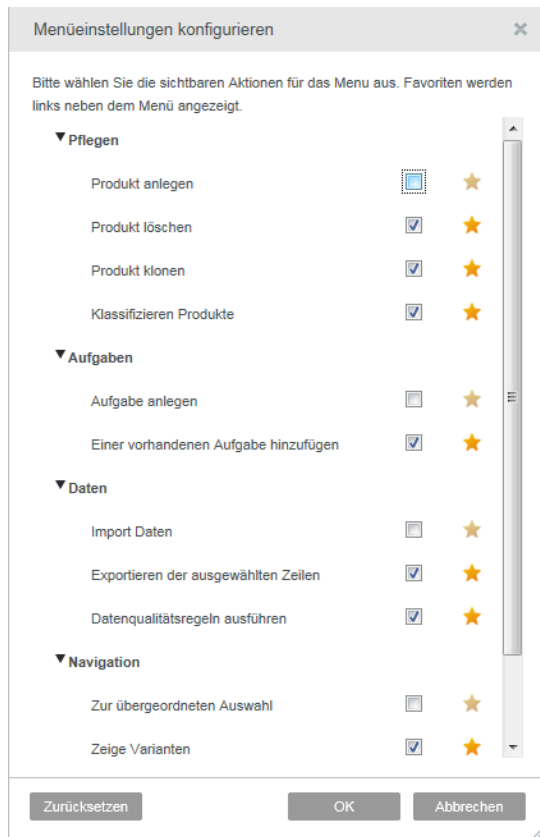 Menüeinstellungen konfigurieren
Bitte wählen Sie die sichtbaren Aktionen für das Menu aus. Favoriten werden
links neben dem Menü angezeigt.
Pflegen
Produkt anlegen
Produkt löschen
Produkt klonen
Klassifizieren Produkte
Aufgaben
Aufgabe anlegen
Einer vorhandenen Aufgabe hinzufügen
Daten
Import Daten
Exportieren der ausgewählten Zeilen
Datenqualitätsregeln ausführen
Navigation
Zur übergeordneten Auswahl
Zeige Varianten
Zurücksetzen OK Abbrechen